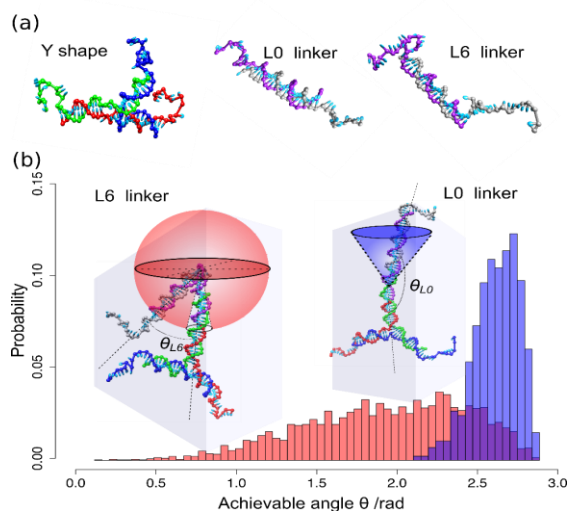 (a)
Y shape
L0 linker
L6 linker
(b)
L6 linker
L0 linker
θL0
θL6
Probability
0.15
0.10
0.05
0.00
0.0 0.5 1.0 1.5 2.0 2.5 3.0
Achievable angle θ /rad